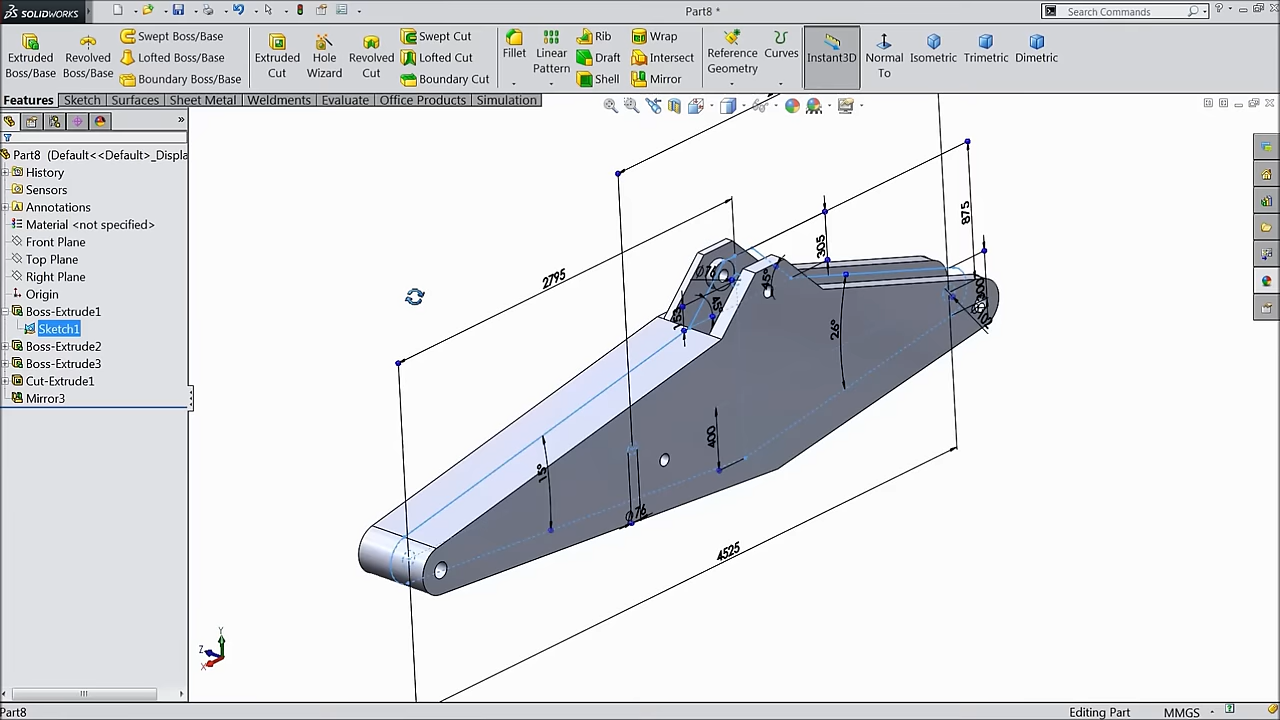 SOLIDWORKS
Part8 *
Search Commands
?
Extruded Boss/Base
Revolved Boss/Base
Swept Boss/Base
Lofted Boss/Base
Boundary Boss/Base
Extruded Cut
Hole Wizard
Revolved Cut
Swept Cut
Lofted Cut
Boundary Cut
Fillet
Linear Pattern
Rib
Draft
Shell
Wrap
Intersect
Mirror
Reference Geometry
Curves
Instant3D
Normal To
Isometric
Trimetric
Dimetric
Features
Sketch
Surfaces
Sheet Metal
Weldments
Evaluate
Office Products
Simulation
»
Part8 (Default<<Default>_Displa
History
Sensors
Annotations
Material <not specified>
Front Plane
Top Plane
Right Plane
Origin
Boss-Extrude1
Sketch1
Boss-Extrude2
Boss-Extrude3
Cut-Extrude1
Mirror3
2795
305
875
26°
400
15°
Ø76
4525
Y
Z
X
Part8
Editing Part
MMGS